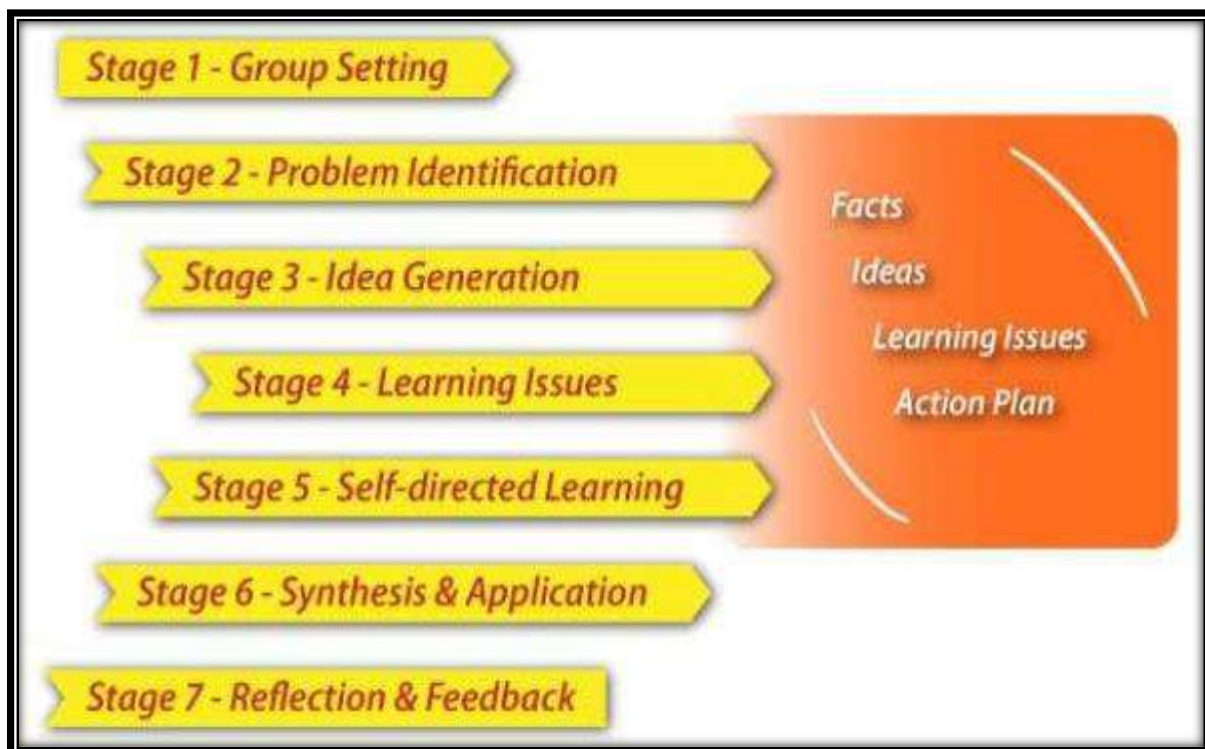 Stage 1 - Group Setting
Stage 2 - Problem Identification
Stage 3 - Idea Generation
Stage 4 - Learning Issues
Stage 5 - Self-directed Learning
Stage 6 - Synthesis & Application
Stage 7 - Reflection & Feedback
Facts
Ideas
Learning Issues
Action Plan